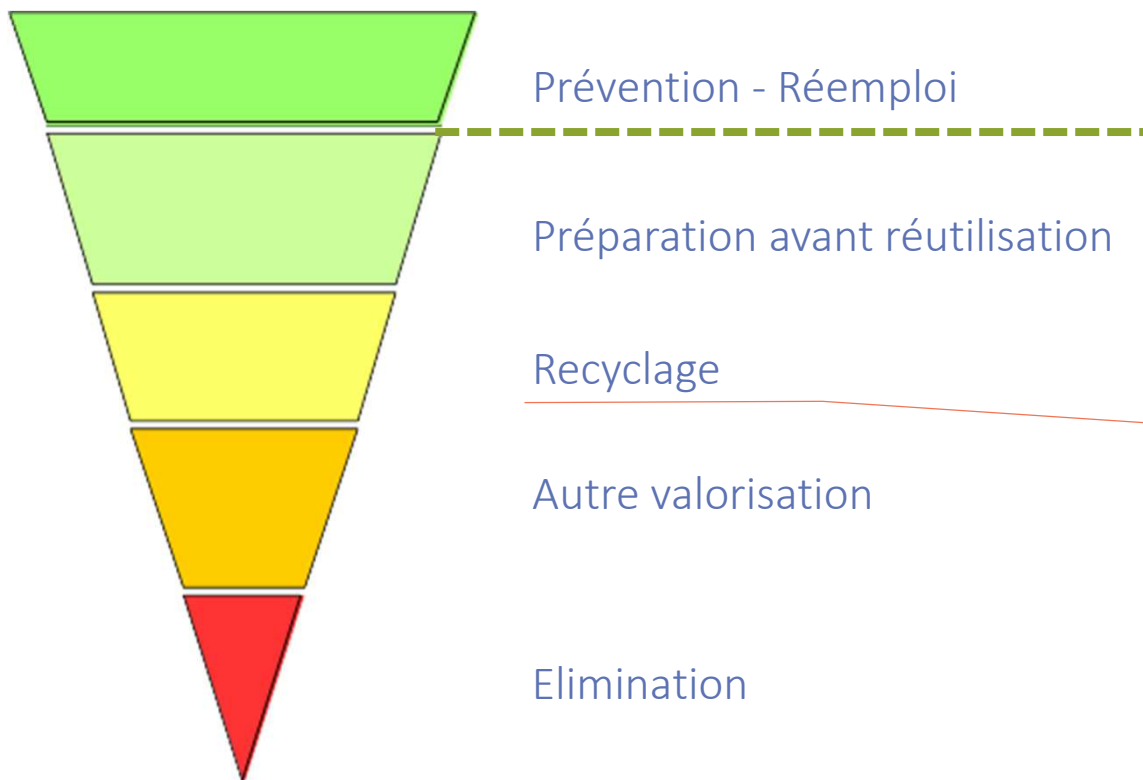 Prévention - Réemploi
Préparation avant réutilisation
Recyclage
Autre valorisation
Elimination